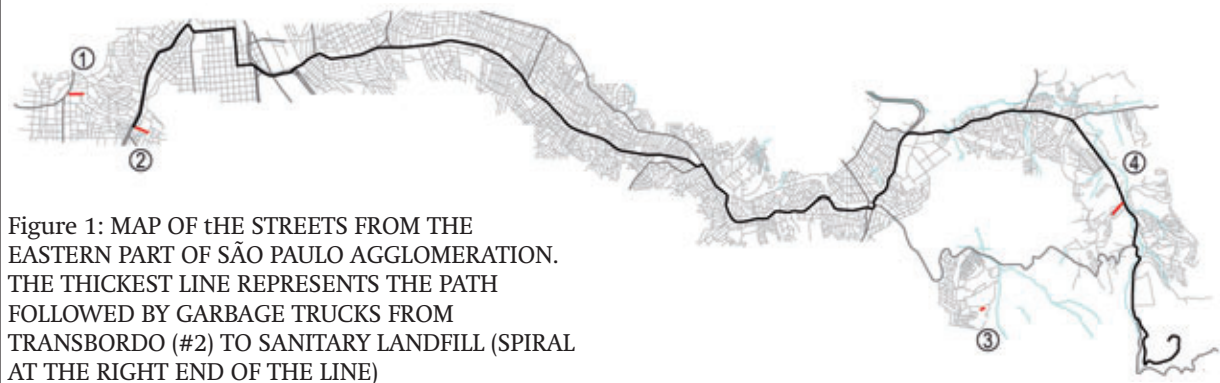 ①
②
④
③
Figure 1: MAP OF tHE STREETS FROM THE
EASTERN PART OF SÃO PAULO AGGLOMERATION.
THE THICKEST LINE REPRESENTS THE PATH
FOLLOWED BY GARBAGE TRUCKS FROM
TRANSBORDO (#2) TO SANITARY LANDFILL (SPIRAL
AT THE RIGHT END OF THE LINE)